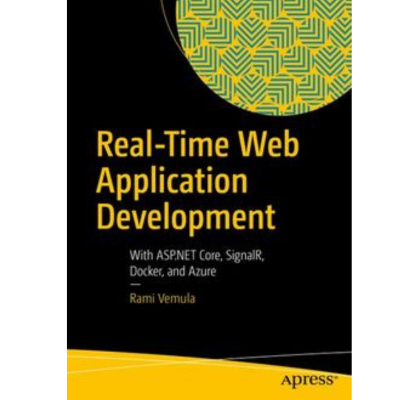 Real-Time Web
Application
Development
With ASP.NET Core, SignalR,
Docker, and Azure
—
Rami Vemula
Apress®